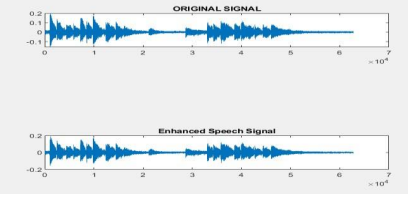 ORIGINAL SIGNAL
0.2
0.1
0
-0.1
0 1 2 3 4 5 6 7
×10⁴
Enhanced Speech Signal
0.2
0
-0.2
0 1 2 3 4 5 6 7
×10⁴